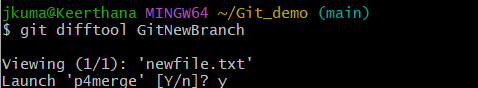 jkuma@Keerthana MINGW64 ~/Git_demo (main)
$ git difftool GitNewBranch
Viewing (1/1): 'newfile.txt'
Launch 'p4merge' [Y/n]? y